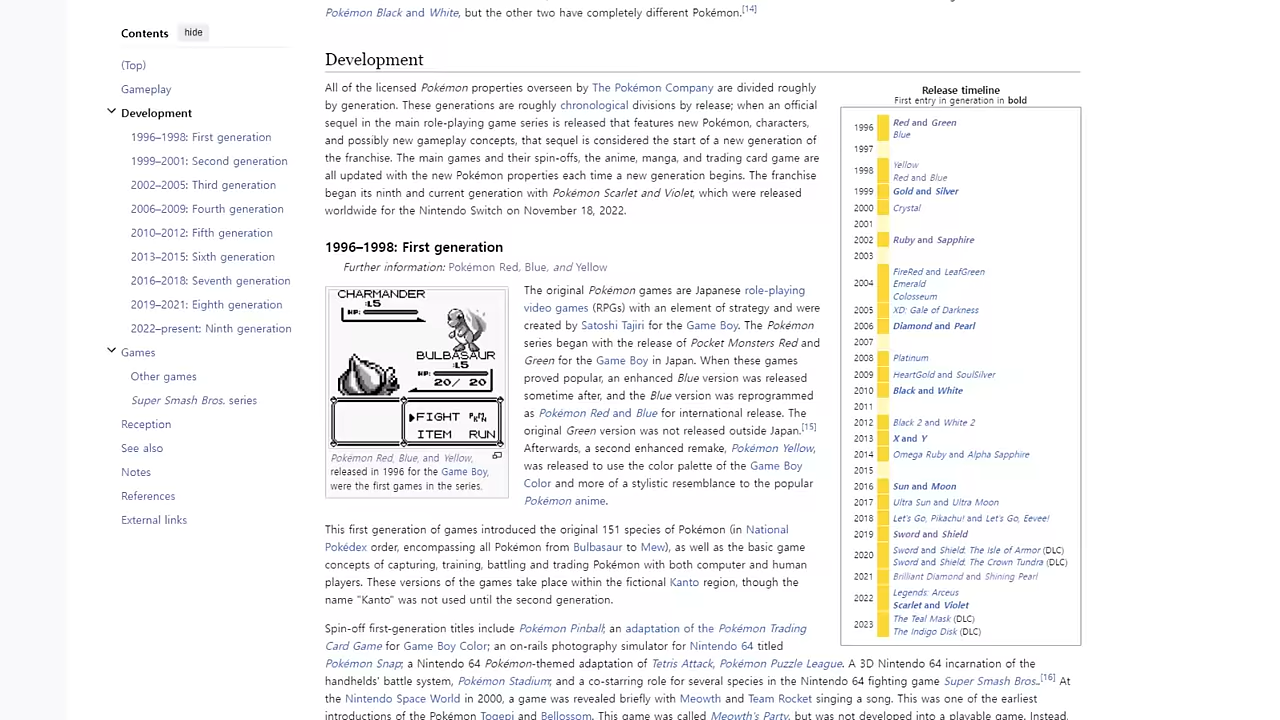 Pokémon Black and White, but the other two have completely different Pokémon.[14]
Contents hide
(Top)
Gameplay
Development
1996–1998: First generation
1999–2001: Second generation
2002–2005: Third generation
2006–2009: Fourth generation
2010–2012: Fifth generation
2013–2015: Sixth generation
2016–2018: Seventh generation
2019–2021: Eighth generation
2022–present: Ninth generation
Games
Other games
Super Smash Bros. series
Reception
See also
Notes
References
External links
Development
All of the licensed Pokémon properties overseen by The Pokémon Company are divided roughly
by generation. These generations are roughly chronological divisions by release; when an official
sequel in the main role-playing game series is released that features new Pokémon, characters,
and possibly new gameplay concepts, that sequel is considered the start of a new generation of
the franchise. The main games and their spin-offs, the anime, manga, and trading card game are
all updated with the new Pokémon properties each time a new generation begins. The franchise
began its ninth and current generation with Pokémon Scarlet and Violet, which were released
worldwide for the Nintendo Switch on November 18, 2022.
1996–1998: First generation
Further information: Pokémon Red, Blue, and Yellow
CHARMANDER
:L5
HP:
BULBASAUR
:L5
HP:
20/ 20
▶FIGHT PKMN
ITEM RUN
Pokémon Red, Blue, and Yellow,
released in 1996 for the Game Boy,
were the first games in the series.
The original Pokémon games are Japanese role-playing
video games (RPGs) with an element of strategy and were
created by Satoshi Tajiri for the Game Boy. The Pokémon
series began with the release of Pocket Monsters Red and
Green for the Game Boy in Japan. When these games
proved popular, an enhanced Blue version was released
sometime after, and the Blue version was reprogrammed
as Pokémon Red and Blue for international release. The
original Green version was not released outside Japan.[15]
Afterwards, a second enhanced remake, Pokémon Yellow,
was released to use the color palette of the Game Boy
Color and more of a stylistic resemblance to the popular
Pokémon anime.
This first generation of games introduced the original 151 species of Pokémon (in National
Pokédex order, encompassing all Pokémon from Bulbasaur to Mew), as well as the basic game
concepts of capturing, training, battling and trading Pokémon with both computer and human
players. These versions of the games take place within the fictional Kanto region, though the
name "Kanto" was not used until the second generation.
Spin-off first-generation titles include Pokémon Pinball; an adaptation of the Pokémon Trading
Card Game for Game Boy Color; an on-rails photography simulator for Nintendo 64 titled
Pokémon Snap; a Nintendo 64 Pokémon-themed adaptation of Tetris Attack, Pokémon Puzzle League. A 3D Nintendo 64 incarnation of the
handhelds' battle system, Pokémon Stadium; and a co-starring role for several species in the Nintendo 64 fighting game Super Smash Bros..[16] At
the Nintendo Space World in 2000, a game was revealed briefly with Meowth and Team Rocket singing a song. This was one of the earliest
introductions of the Pokémon Togepi and Bellossom. This game was called Meowth's Party, but was not developed into a playable game. Instead,
Release timeline
First entry in generation in bold
1996 Red and Green
Blue
1997
1998 Yellow
Red and Blue
1999 Gold and Silver
2000 Crystal
2001
2002 Ruby and Sapphire
2003
2004 FireRed and LeafGreen
Emerald
Colosseum
2005 XD: Gale of Darkness
2006 Diamond and Pearl
2007
2008 Platinum
2009 HeartGold and SoulSilver
2010 Black and White
2011
2012 Black 2 and White 2
2013 X and Y
2014 Omega Ruby and Alpha Sapphire
2015
2016 Sun and Moon
2017 Ultra Sun and Ultra Moon
2018 Let's Go, Pikachu! and Let's Go, Eevee!
2019 Sword and Shield
2020 Sword and Shield: The Isle of Armor (DLC)
Sword and Shield: The Crown Tundra (DLC)
2021 Brilliant Diamond and Shining Pearl
2022 Legends: Arceus
Scarlet and Violet
2023 The Teal Mask (DLC)
The Indigo Disk (DLC)